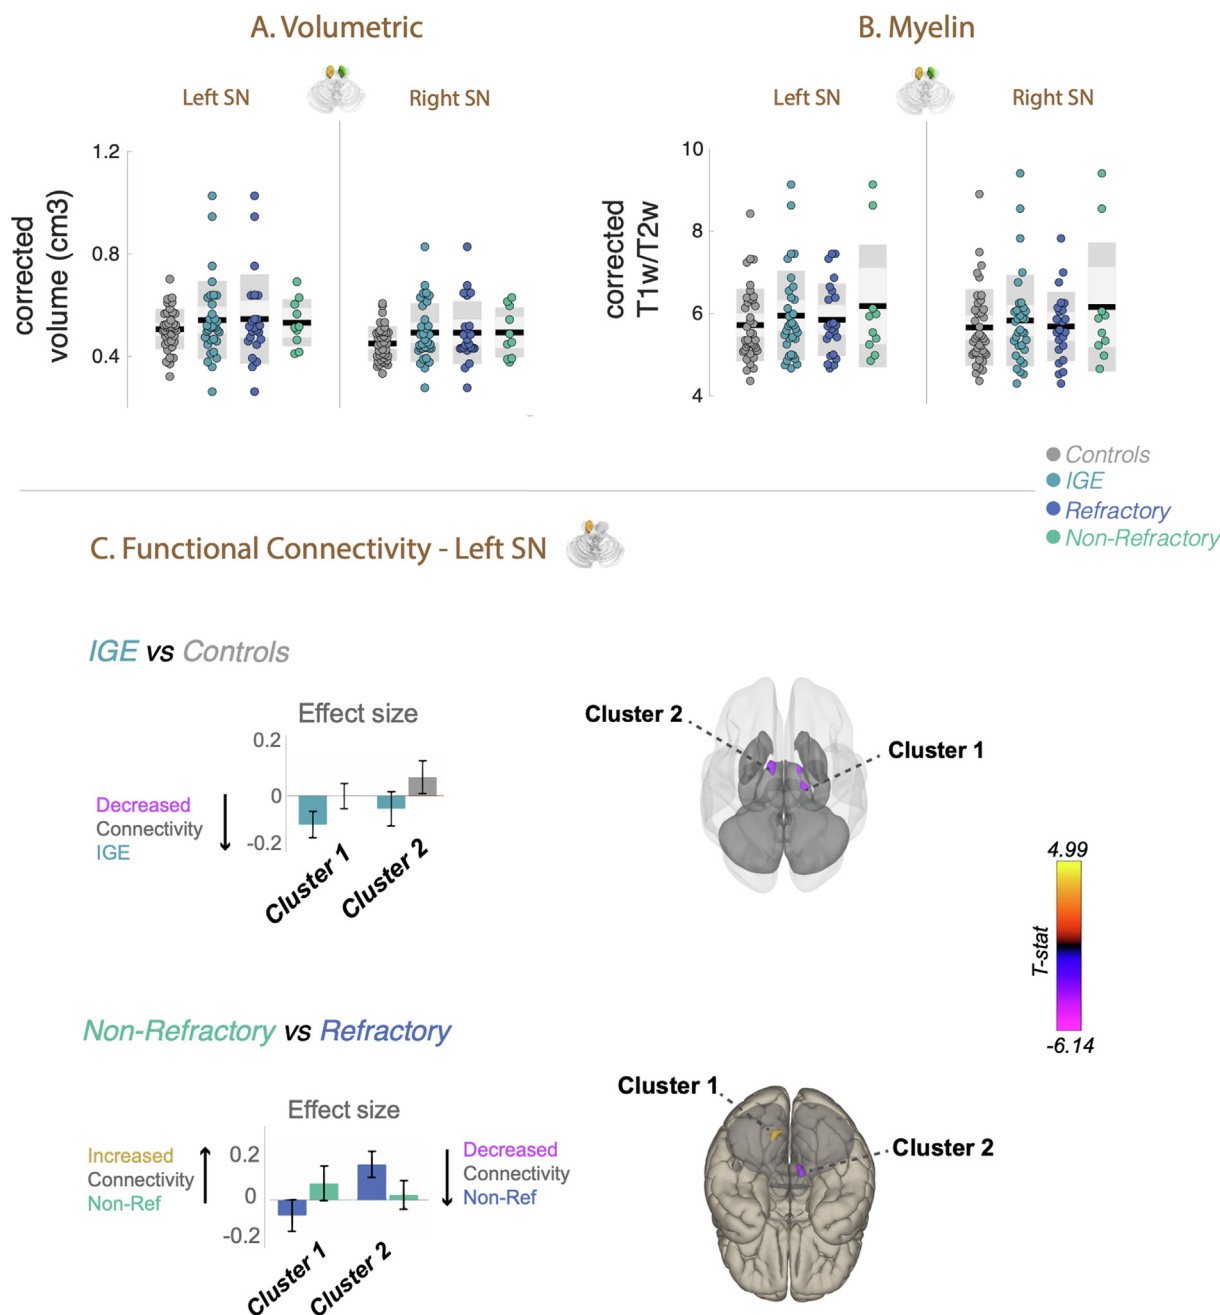 A. Volumetric
B. Myelin
Left SN
Right SN
Left SN
Right SN
corrected
volume (cm3)
1.2
0.8
0.4
corrected
T1w/T2w
10
8
6
4
Controls
IGE
Refractory
Non-Refractory
C. Functional Connectivity - Left SN
IGE vs Controls
Effect size
0.2
0
-0.2
Decreased
Connectivity
IGE
Cluster 1
Cluster 2
Cluster 2
Cluster 1
4.99
T-stat
-6.14
Non-Refractory vs Refractory
Effect size
0.2
0
-0.2
Increased
Connectivity
Non-Ref
Decreased
Connectivity
Non-Ref
Cluster 1
Cluster 2
Cluster 1
Cluster 2